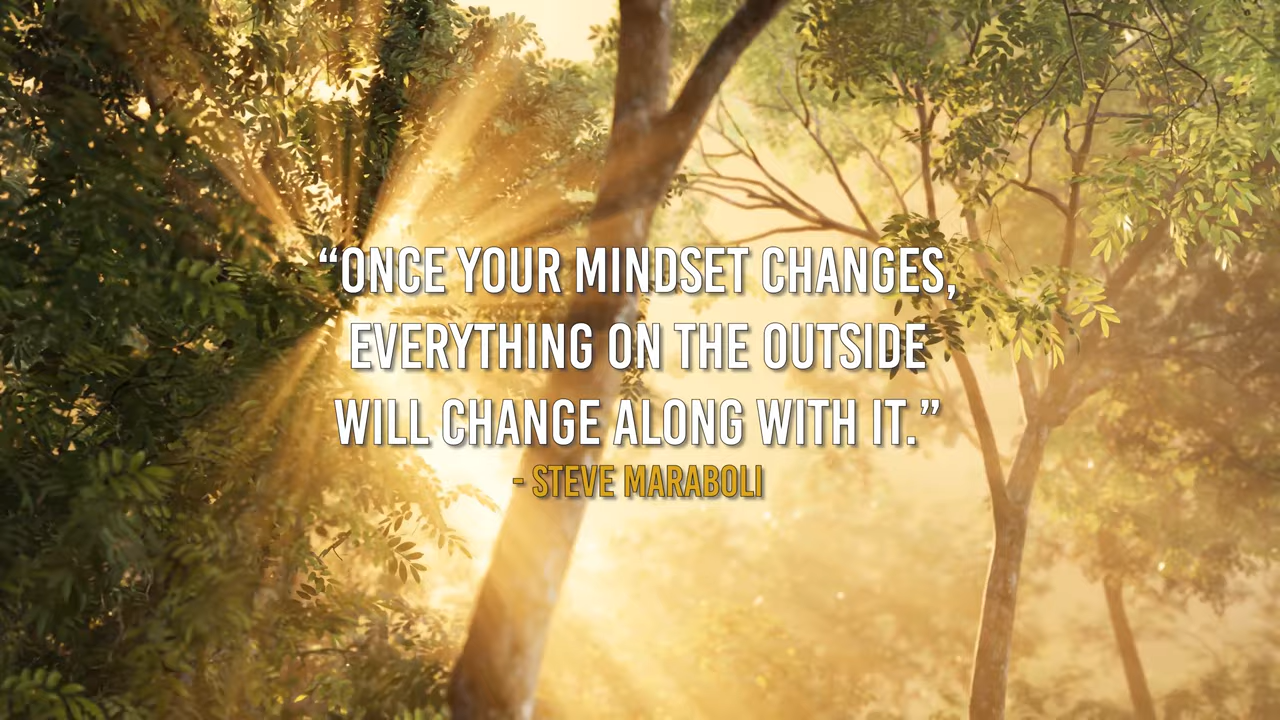 “ONCE YOUR MINDSET CHANGES,
EVERYTHING ON THE OUTSIDE
WILL CHANGE ALONG WITH IT.”
- STEVE MARABOLI